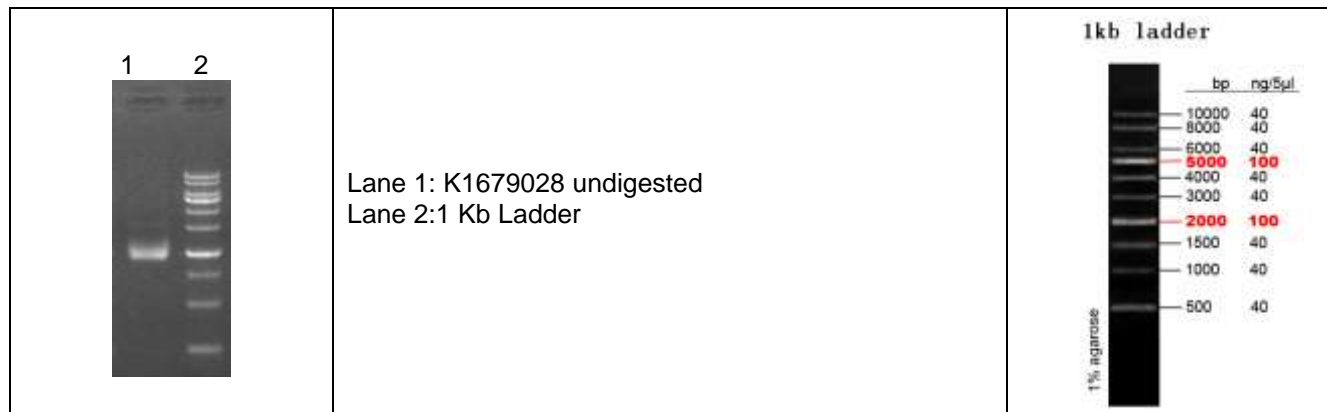 1 2
Lane 1: K1679028 undigested
Lane 2:1 Kb Ladder
1kb ladder
bp ng/5µl
10000 40
8000 40
6000 40
5000 100
4000 40
3000 40
2000 100
1500 40
1000 40
500 40
1% agarose